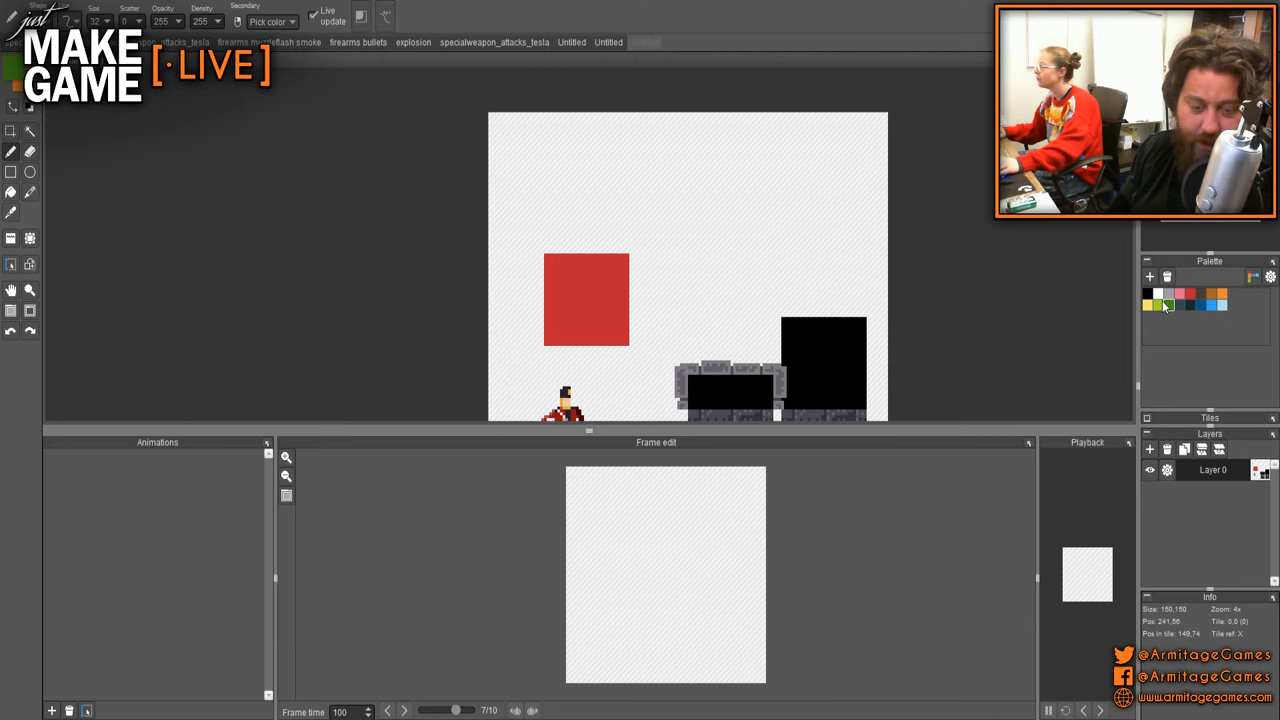 Shape
Scatter
Opacity
Density
Secondary
32
0
255
255
Pick color
Live update
just
MAKE
GAME
[·LIVE]
firearms muzzleflash smoke
firearms bullets
explosion
specialweapon_attacks_tesla
Untitled
Untitled
Palette
Tiles
Layers
Layer 0
Animations
Frame edit
Playback
Info
Size: 150,150
Zoom: 4x
Pos: 241,56
Tile: 0,0 (0)
Pos in tile: 149,74
Tile ref: X
Frame time
100
7/10
@ArmitageGames
@ArmitageGames
www.armitagegames.com